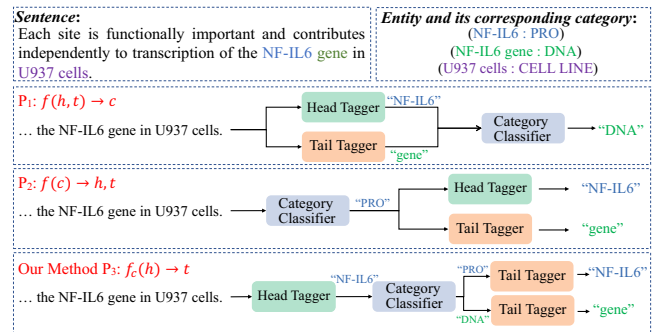 Sentence:
Each site is functionally important and contributes
independently to transcription of the NF-IL6 gene in
U937 cells.
Entity and its corresponding category:
(NF-IL6 : PRO)
(NF-IL6 gene : DNA)
(U937 cells : CELL LINE)
P₁: f(h, t) → c
… the NF-IL6 gene in U937 cells.
Head Tagger
“NF-IL6”
Tail Tagger
“gene”
Category
Classifier
“DNA”
P₂: f(c) → h, t
… the NF-IL6 gene in U937 cells.
Category
Classifier
“PRO”
Head Tagger
“NF-IL6”
Tail Tagger
“gene”
Our Method P₃: f_c(h) → t
… the NF-IL6 gene in U937 cells.
Head Tagger
“NF-IL6”
Category
Classifier
“PRO”
Tail Tagger
“NF-IL6”
“DNA”
Tail Tagger
“gene”